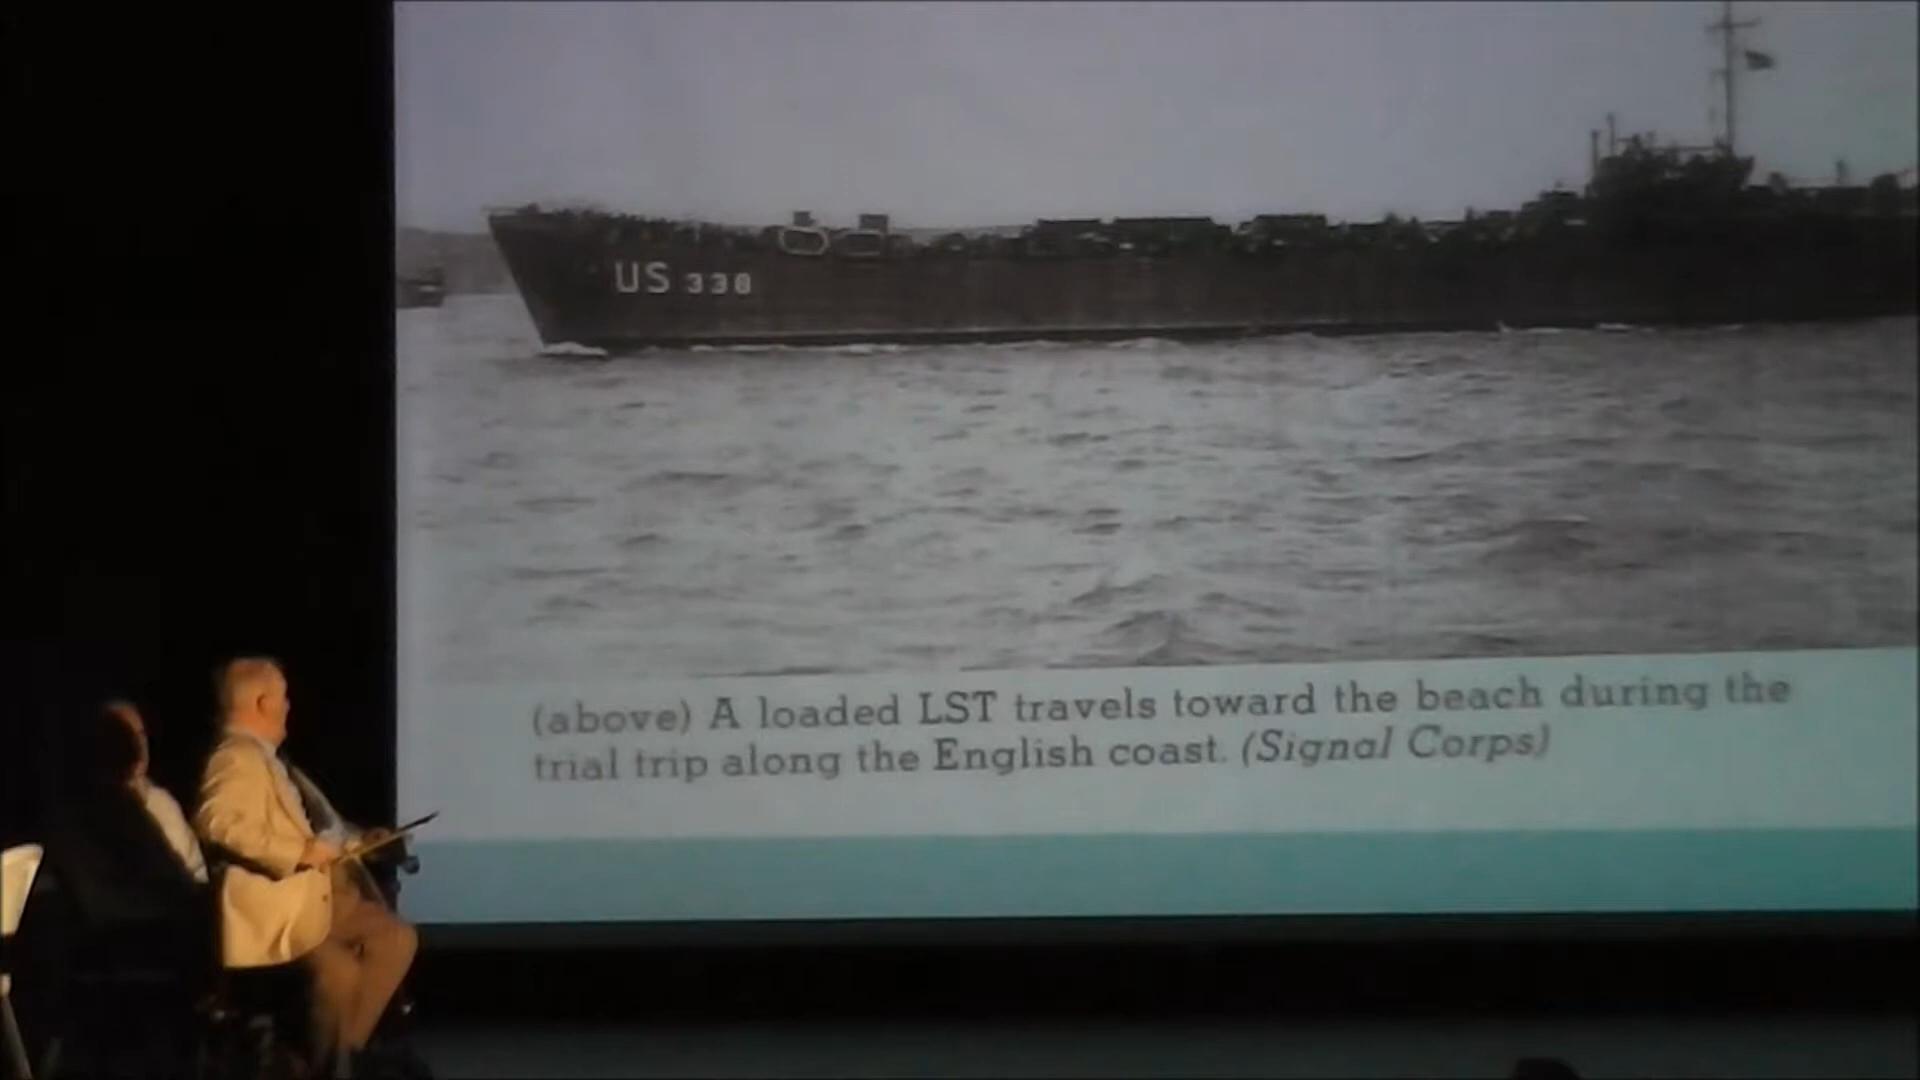 US 338
(above) A loaded LST travels toward the beach during the
trial trip along the English coast. (Signal Corps)